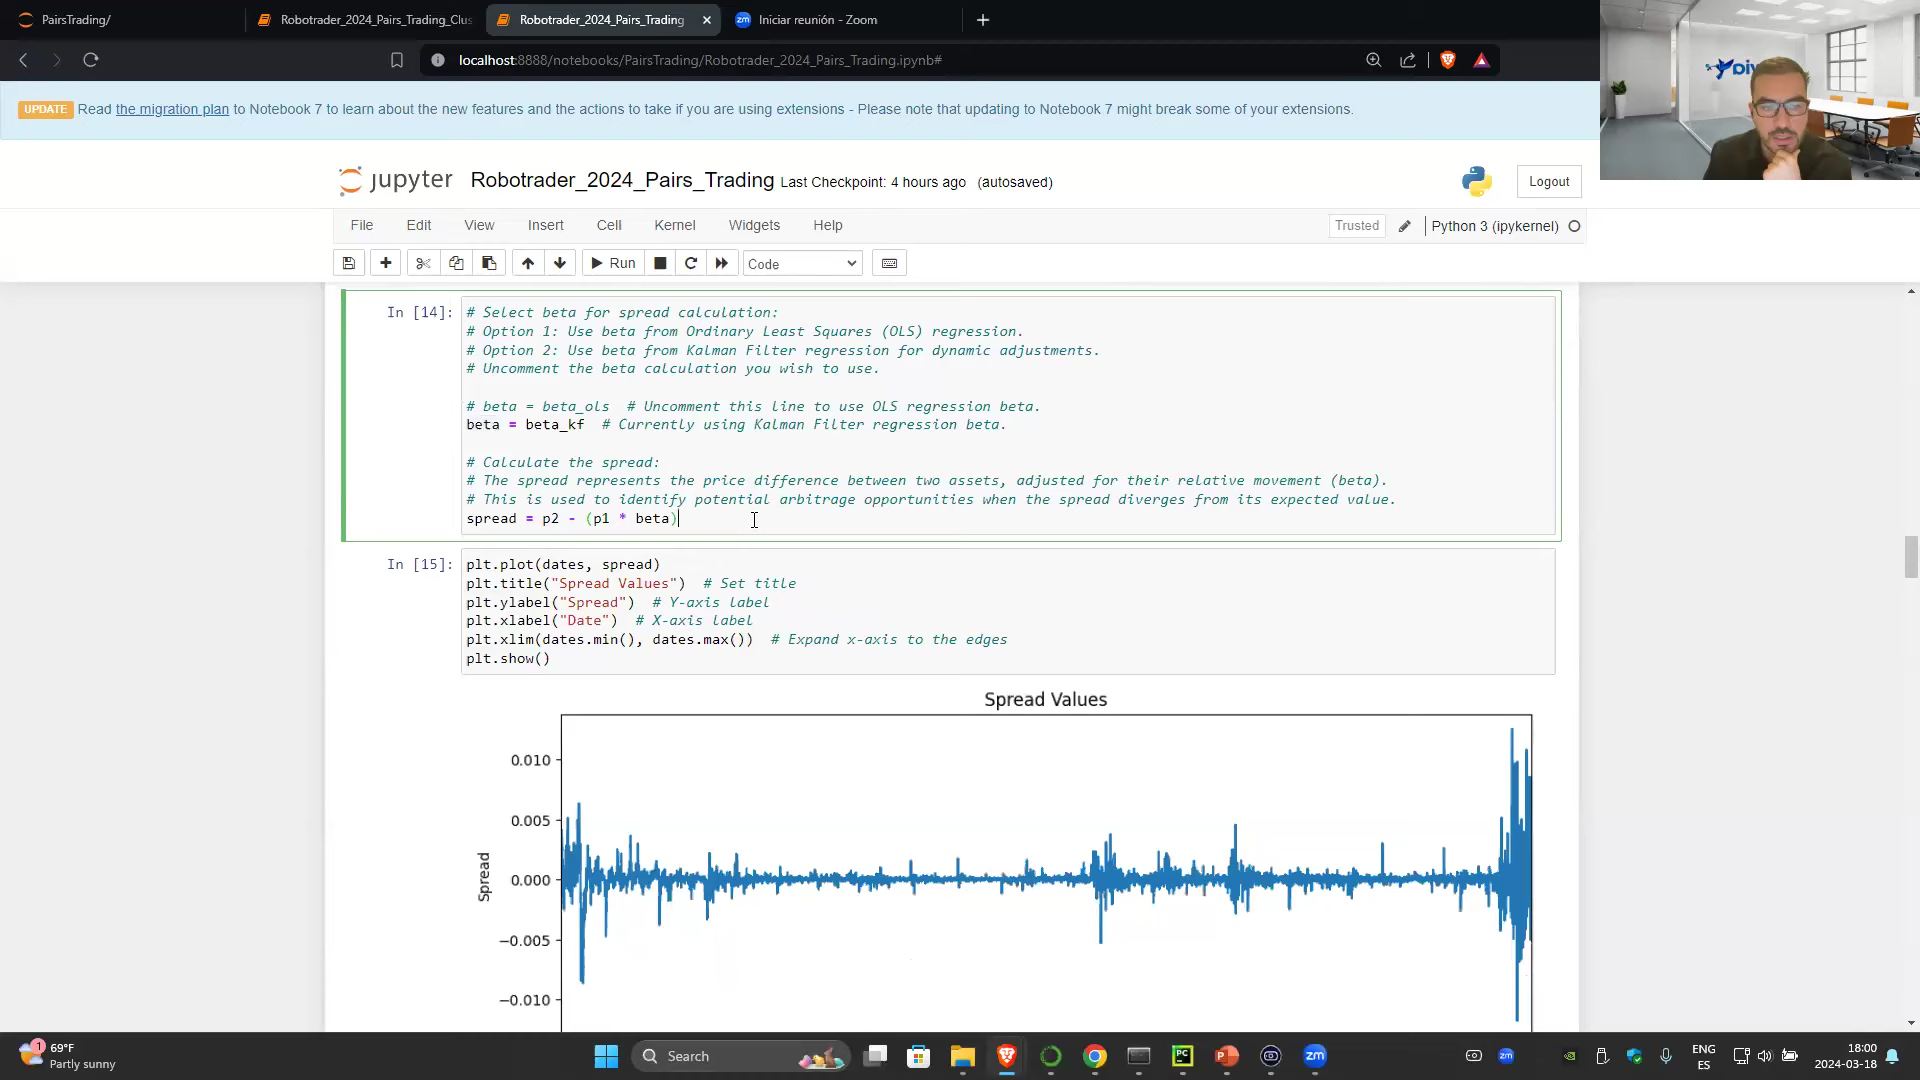 PairsTrading/
Robotrader_2024_Pairs_Trading_Clus
Robotrader_2024_Pairs_Trading
zm Iniciar reunión - Zoom
localhost:8888/notebooks/PairsTrading/Robotrader_2024_Pairs_Trading.ipynb#
UPDATE Read the migration plan to Notebook 7 to learn about the new features and the actions to take if you are using extensions - Please note that updating to Notebook 7 might break some of your extensions.
jupyter Robotrader_2024_Pairs_Trading Last Checkpoint: 4 hours ago (autosaved)
Logout
File Edit View Insert Cell Kernel Widgets Help
Trusted Python 3 (ipykernel)
Run Code
In [14]:
# Select beta for spread calculation:
# Option 1: Use beta from Ordinary Least Squares (OLS) regression.
# Option 2: Use beta from Kalman Filter regression for dynamic adjustments.
# Uncomment the beta calculation you wish to use.
# beta = beta_ols # Uncomment this line to use OLS regression beta.
beta = beta_kf # Currently using Kalman Filter regression beta.
# Calculate the spread:
# The spread represents the price difference between two assets, adjusted for their relative movement (beta).
# This is used to identify potential arbitrage opportunities when the spread diverges from its expected value.
spread = p2 - (p1 * beta)
In [15]:
plt.plot(dates, spread)
plt.title("Spread Values") # Set title
plt.ylabel("Spread") # Y-axis label
plt.xlabel("Date") # X-axis label
plt.xlim(dates.min(), dates.max()) # Expand x-axis to the edges
plt.show()
Spread Values
0.010
0.005
0.000
−0.005
−0.010
Spread
1
69°F
Partly sunny
Search
PC
zm
zm
ENG
ES
18:00
2024-03-18